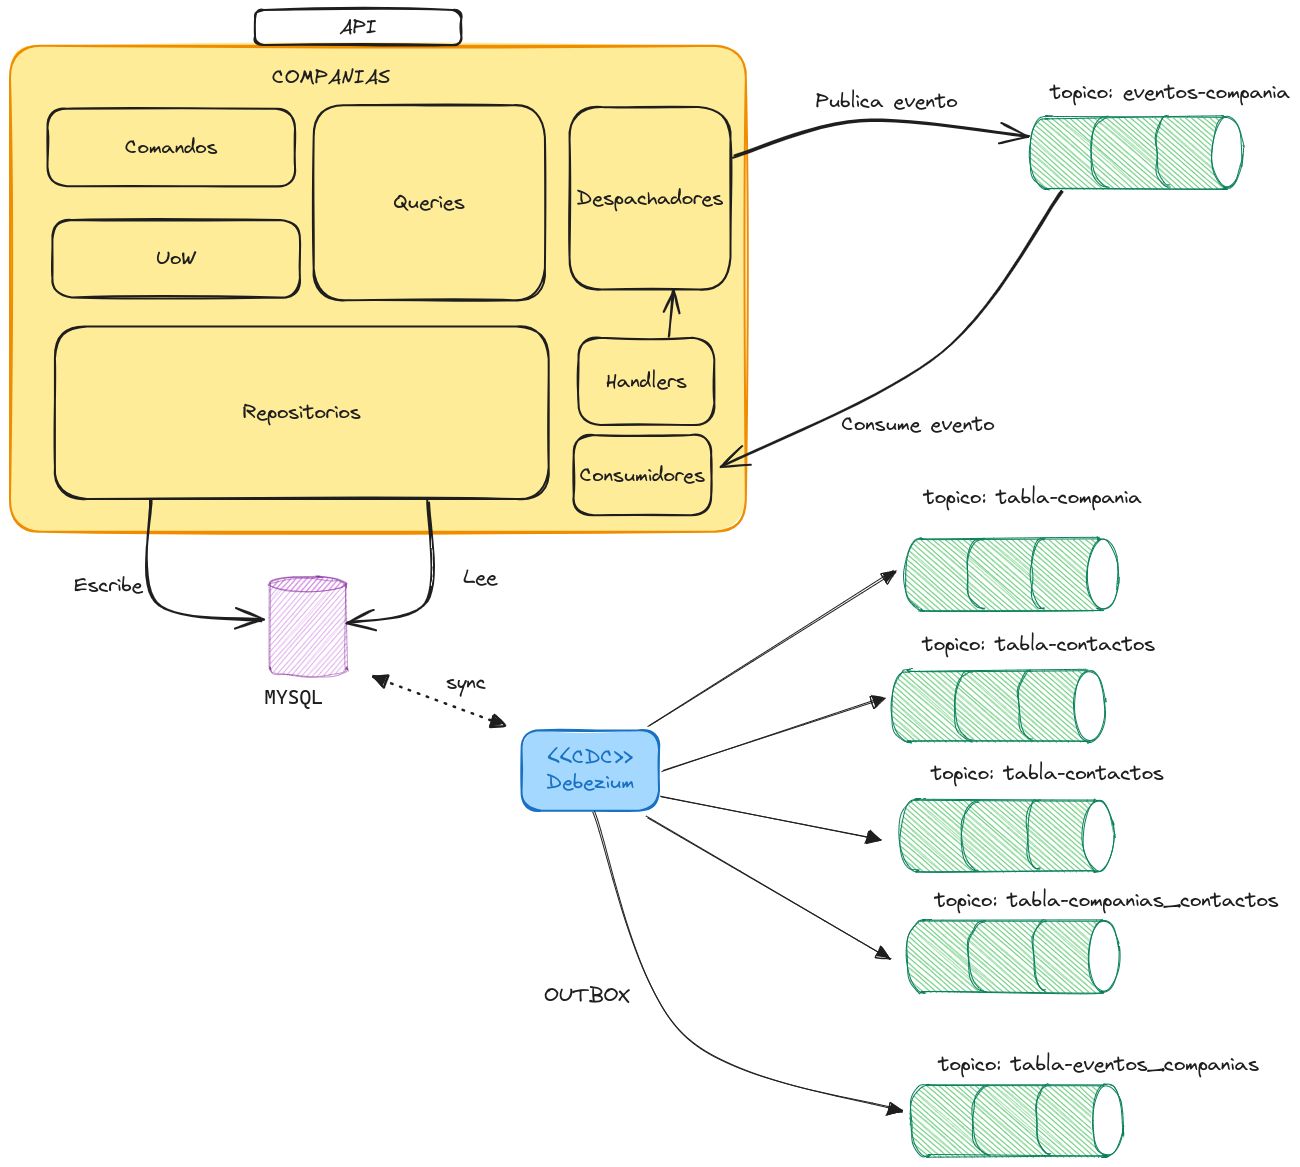 API
COMPANIAS
Comandos
Queries
Despachadores
UoW
Repositorios
Handlers
Consumidores
Publica evento
topico: eventos-compania
Consume evento
Escribe
Lee
MYSQL
sync
<<CDC>>
Debezium
topico: tabla-compania
topico: tabla-contactos
topico: tabla-contactos
topico: tabla-companias_contactos
OUTBOX
topico: tabla-eventos_companias